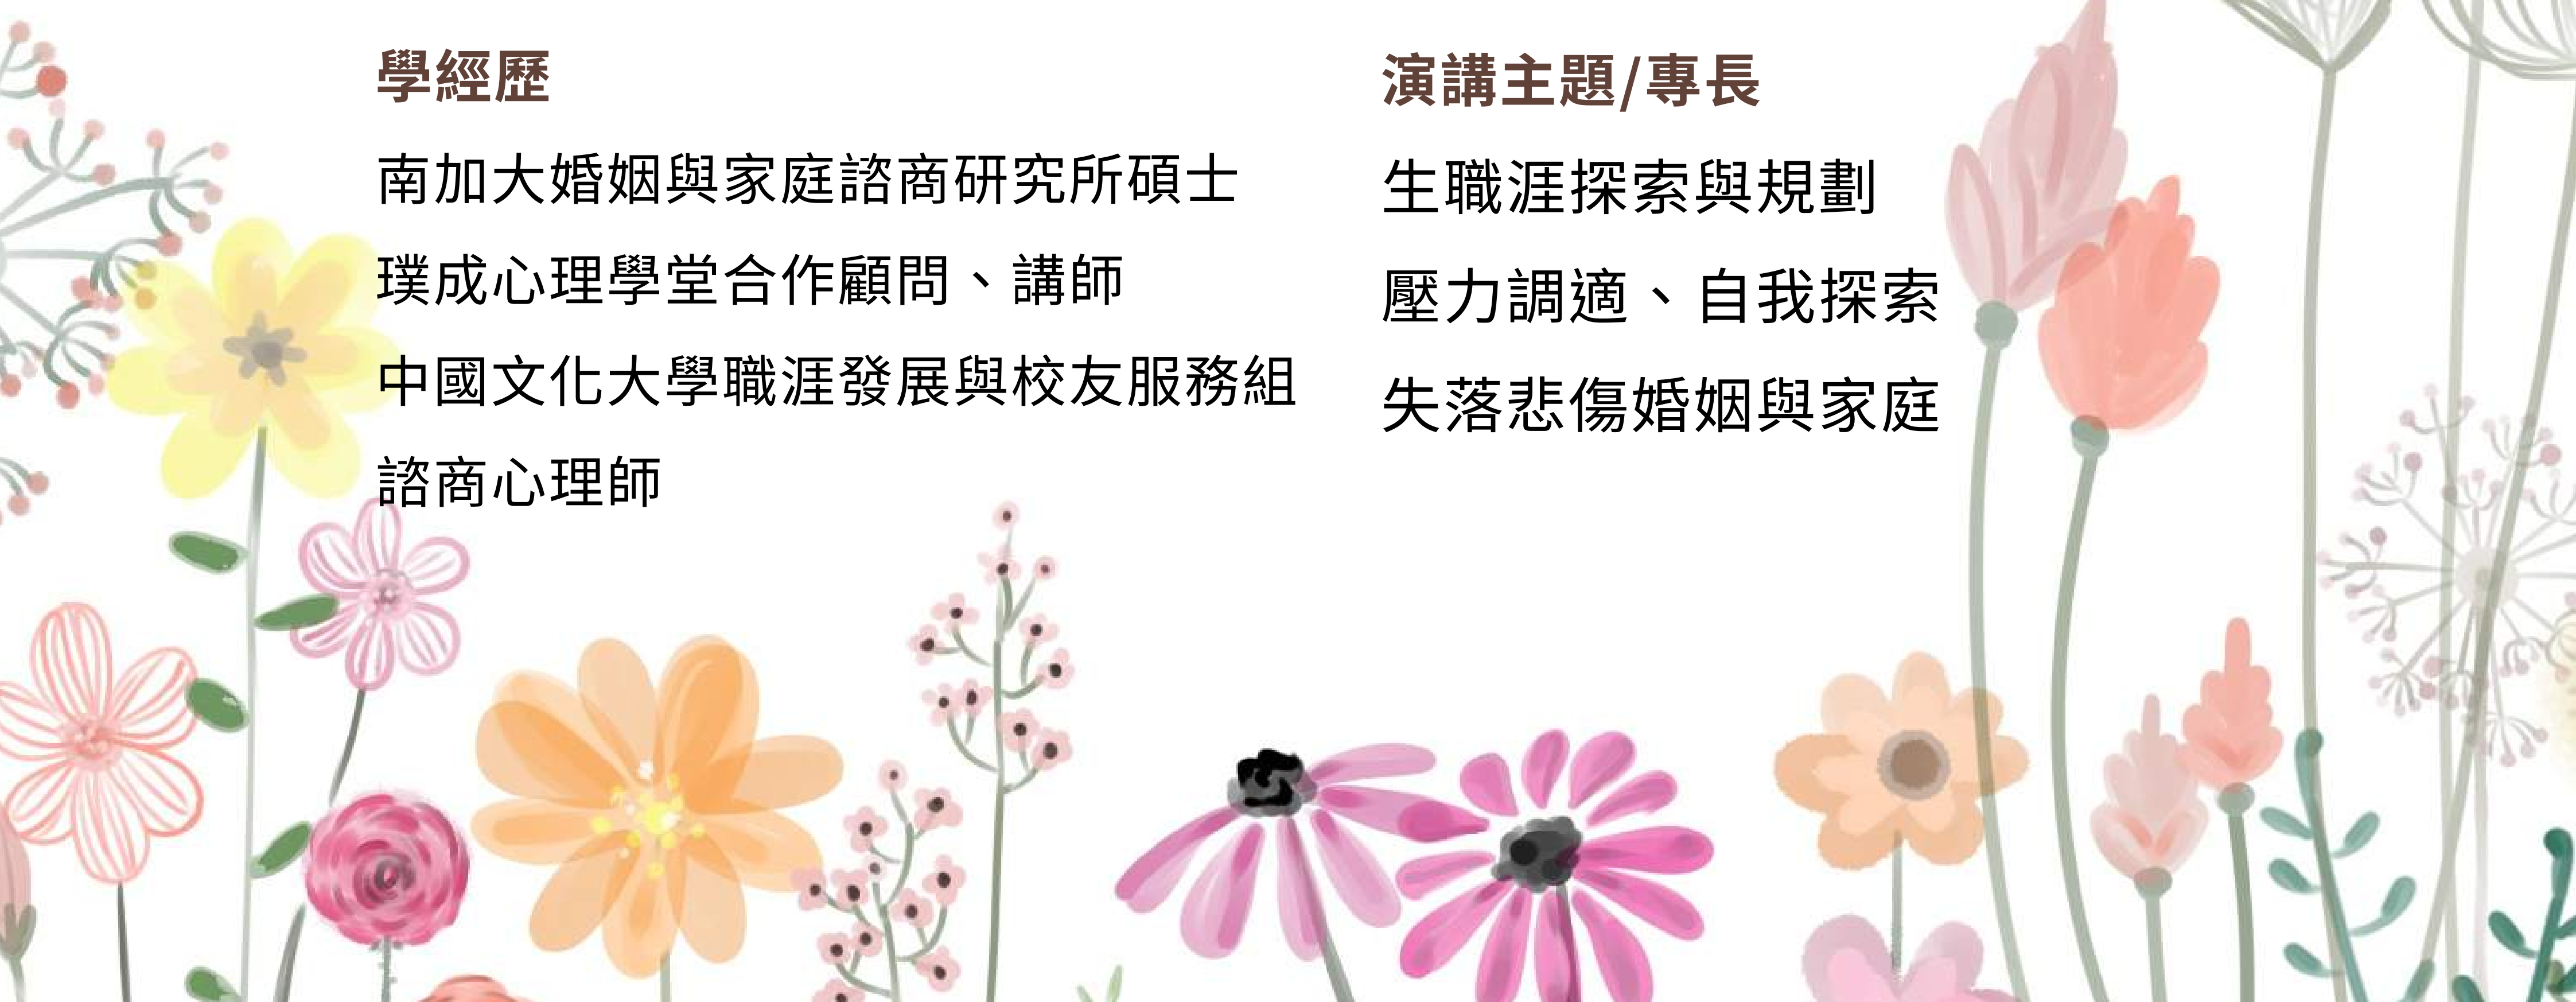 學經歷
南加大婚姻與家庭諮商研究所碩士
璞成心理學堂合作顧問、講師
中國文化大學職涯發展與校友服務組
諮商心理師
演講主題/專長
生職涯探索與規劃
壓力調適、自我探索
失落悲傷婚姻與家庭